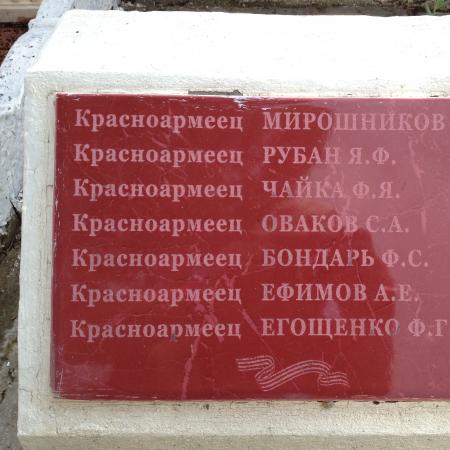 Красноармеец МИРОШНИКОВ
Красноармеец РУБАН Я.Ф.
Красноармеец ЧАЙКА Ф.Я.
Красноармеец ОВАКОВ С.А.
Красноармеец БОНДАРЬ Ф.С.
Красноармеец ЕФИМОВ А.Е.
Красноармеец ЕГОЩЕНКО Ф.Г